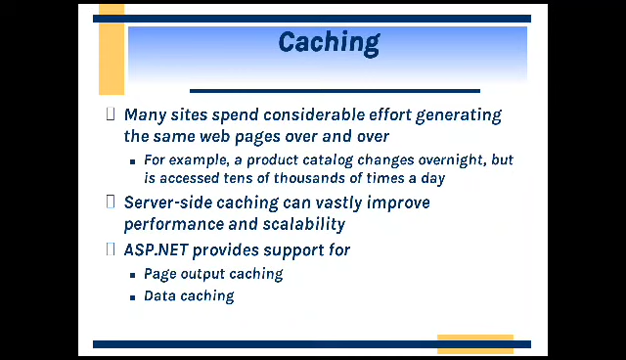 Caching
Many sites spend considerable effort generating
the same web pages over and over
For example, a product catalog changes overnight, but
is accessed tens of thousands of times a day
Server-side caching can vastly improve
performance and scalability
ASP.NET provides support for
Page output caching
Data caching